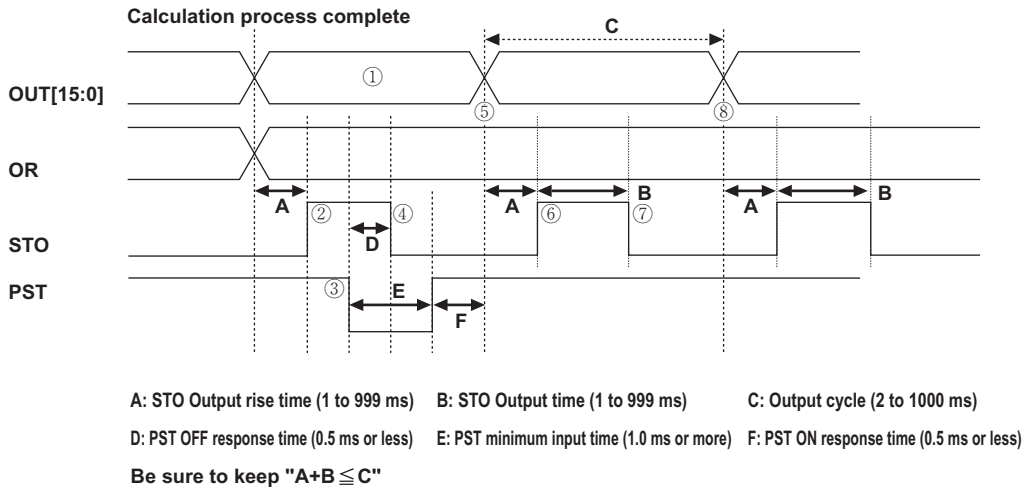 Calculation process complete
C
OUT[15:0]
①
⑤
⑧
OR
A
A
B
A
B
STO
②
④
⑥
⑦
D
PST
③
E
F
A: STO Output rise time (1 to 999 ms) B: STO Output time (1 to 999 ms) C: Output cycle (2 to 1000 ms)
D: PST OFF response time (0.5 ms or less) E: PST minimum input time (1.0 ms or more) F: PST ON response time (0.5 ms or less)
Be sure to keep "A+B≦C"